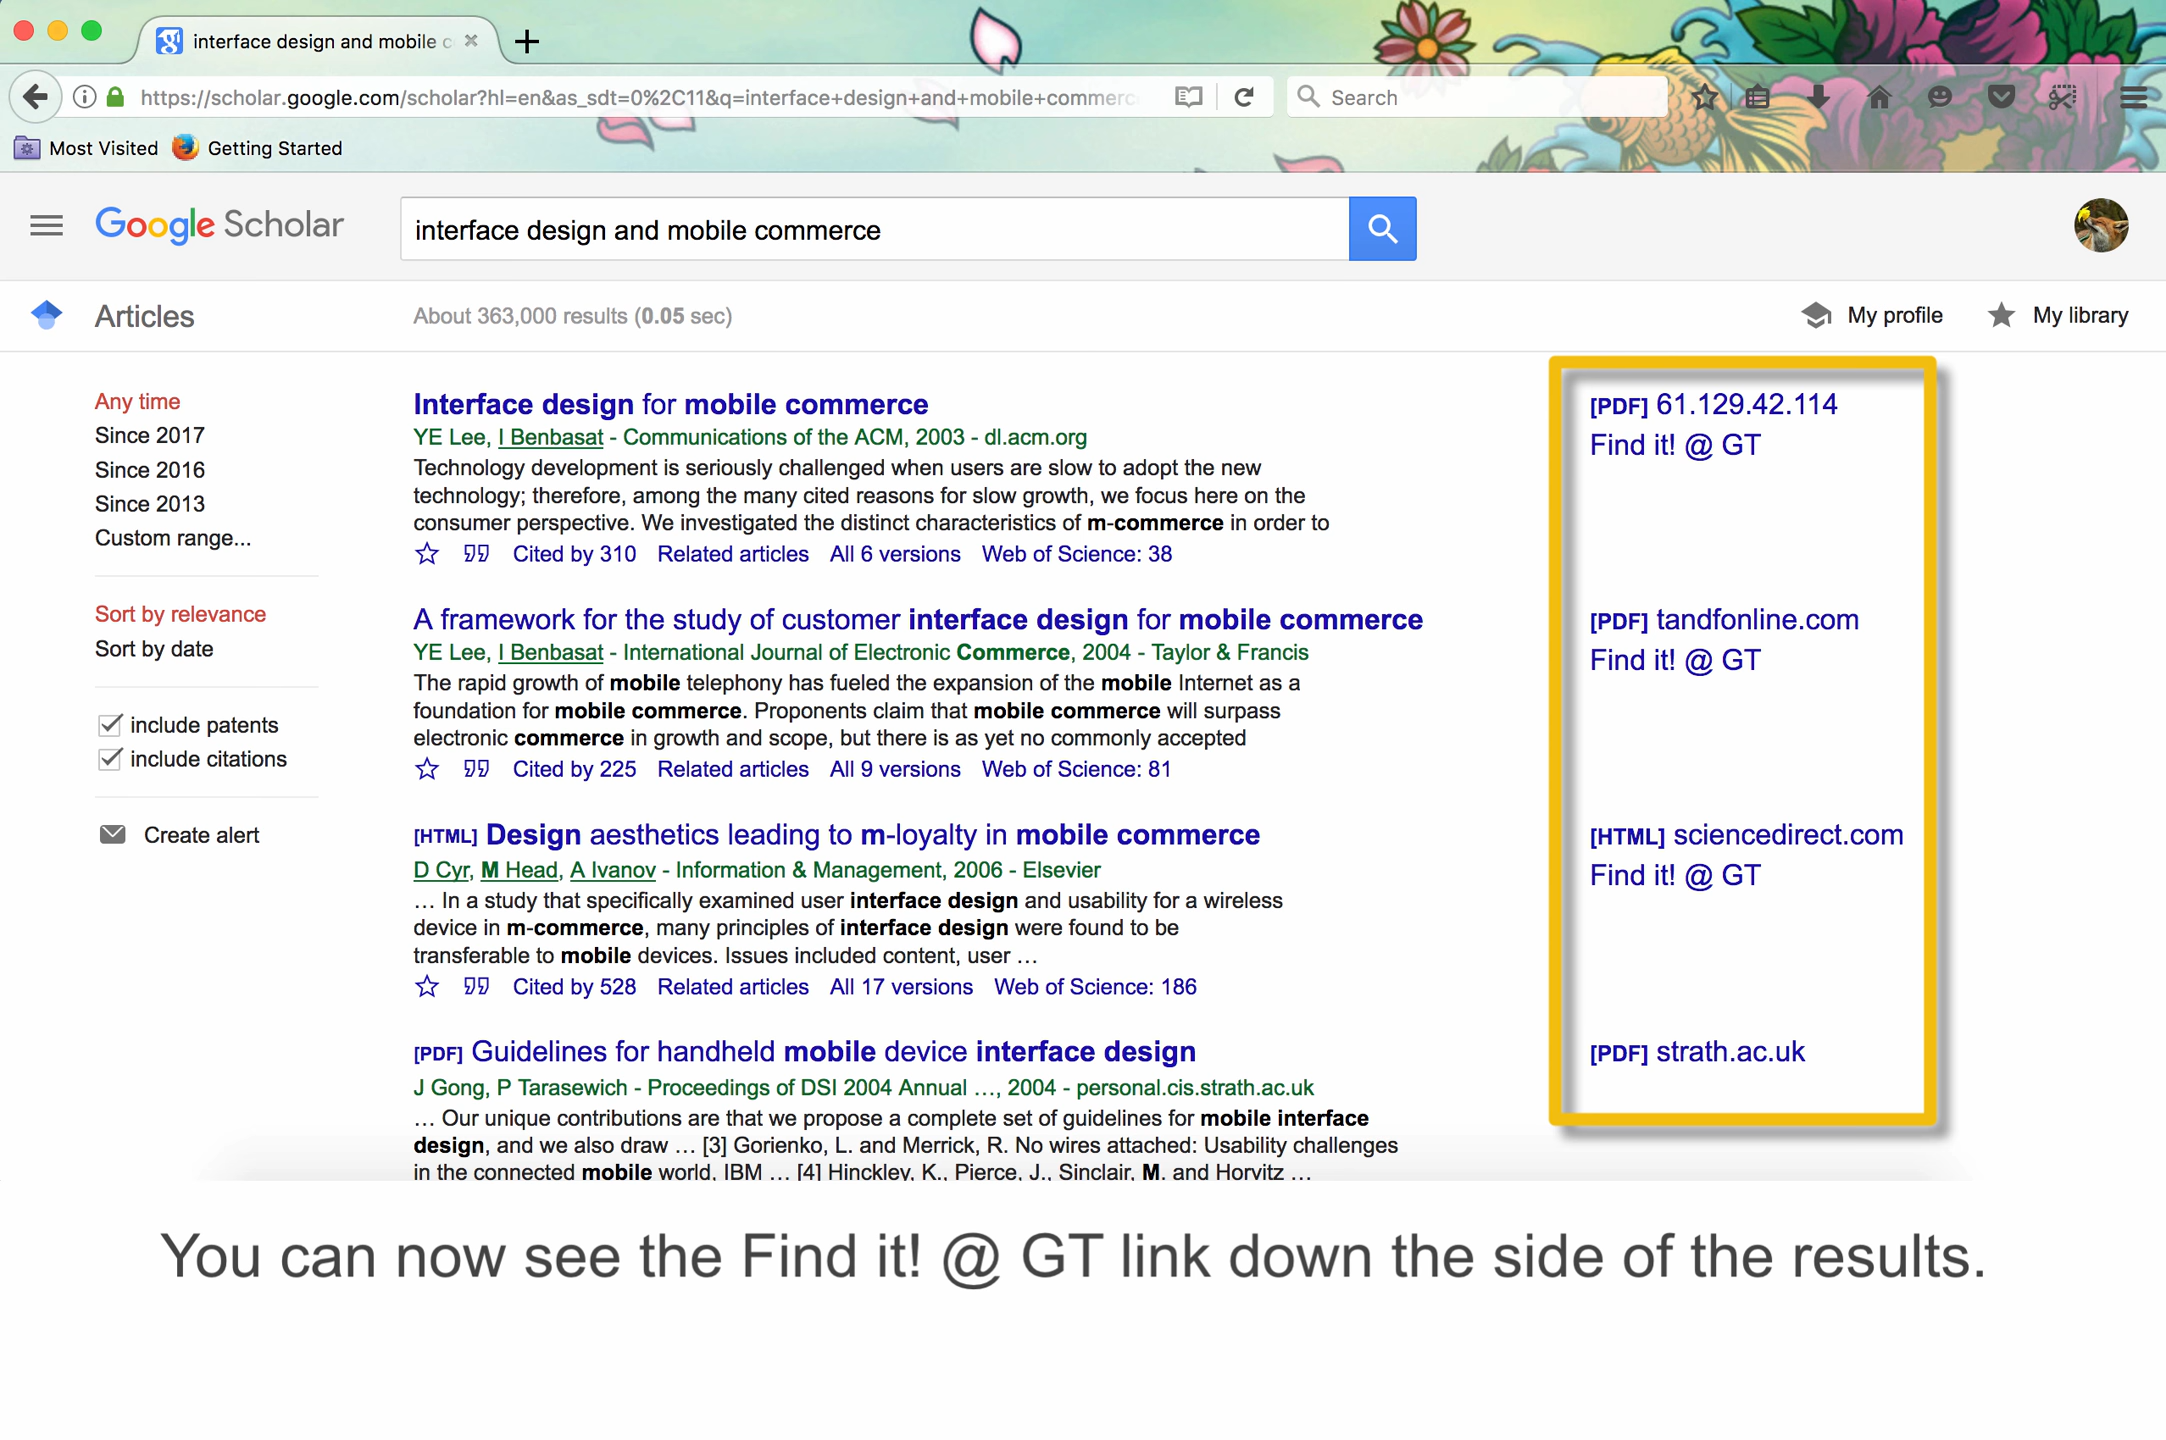 interface design and mobile c
https://scholar.google.com/scholar?hl=en&as_sdt=0%2C11&q=interface+design+and+mobile+commerc
Search
Most Visited
Getting Started
Google Scholar
interface design and mobile commerce
Articles
About 363,000 results (0.05 sec)
My profile
My library
Any time
Since 2017
Since 2016
Since 2013
Custom range...
Sort by relevance
Sort by date
include patents
include citations
Create alert
Interface design for mobile commerce
YE Lee, I Benbasat - Communications of the ACM, 2003 - dl.acm.org
Technology development is seriously challenged when users are slow to adopt the new
technology; therefore, among the many cited reasons for slow growth, we focus here on the
consumer perspective. We investigated the distinct characteristics of m-commerce in order to
Cited by 310 Related articles All 6 versions Web of Science: 38
[PDF] 61.129.42.114
Find it! @ GT
A framework for the study of customer interface design for mobile commerce
YE Lee, I Benbasat - International Journal of Electronic Commerce, 2004 - Taylor & Francis
The rapid growth of mobile telephony has fueled the expansion of the mobile Internet as a
foundation for mobile commerce. Proponents claim that mobile commerce will surpass
electronic commerce in growth and scope, but there is as yet no commonly accepted
Cited by 225 Related articles All 9 versions Web of Science: 81
[PDF] tandfonline.com
Find it! @ GT
[HTML] Design aesthetics leading to m-loyalty in mobile commerce
D Cyr, M Head, A Ivanov - Information & Management, 2006 - Elsevier
… In a study that specifically examined user interface design and usability for a wireless
device in m-commerce, many principles of interface design were found to be
transferable to mobile devices. Issues included content, user …
Cited by 528 Related articles All 17 versions Web of Science: 186
[HTML] sciencedirect.com
Find it! @ GT
[PDF] Guidelines for handheld mobile device interface design
J Gong, P Tarasewich - Proceedings of DSI 2004 Annual …, 2004 - personal.cis.strath.ac.uk
… Our unique contributions are that we propose a complete set of guidelines for mobile interface
design, and we also draw … [3] Gorienko, L. and Merrick, R. No wires attached: Usability challenges
in the connected mobile world, IBM … [4] Hinckley, K., Pierce, J., Sinclair, M. and Horvitz …
[PDF] strath.ac.uk
You can now see the Find it! @ GT link down the side of the results.